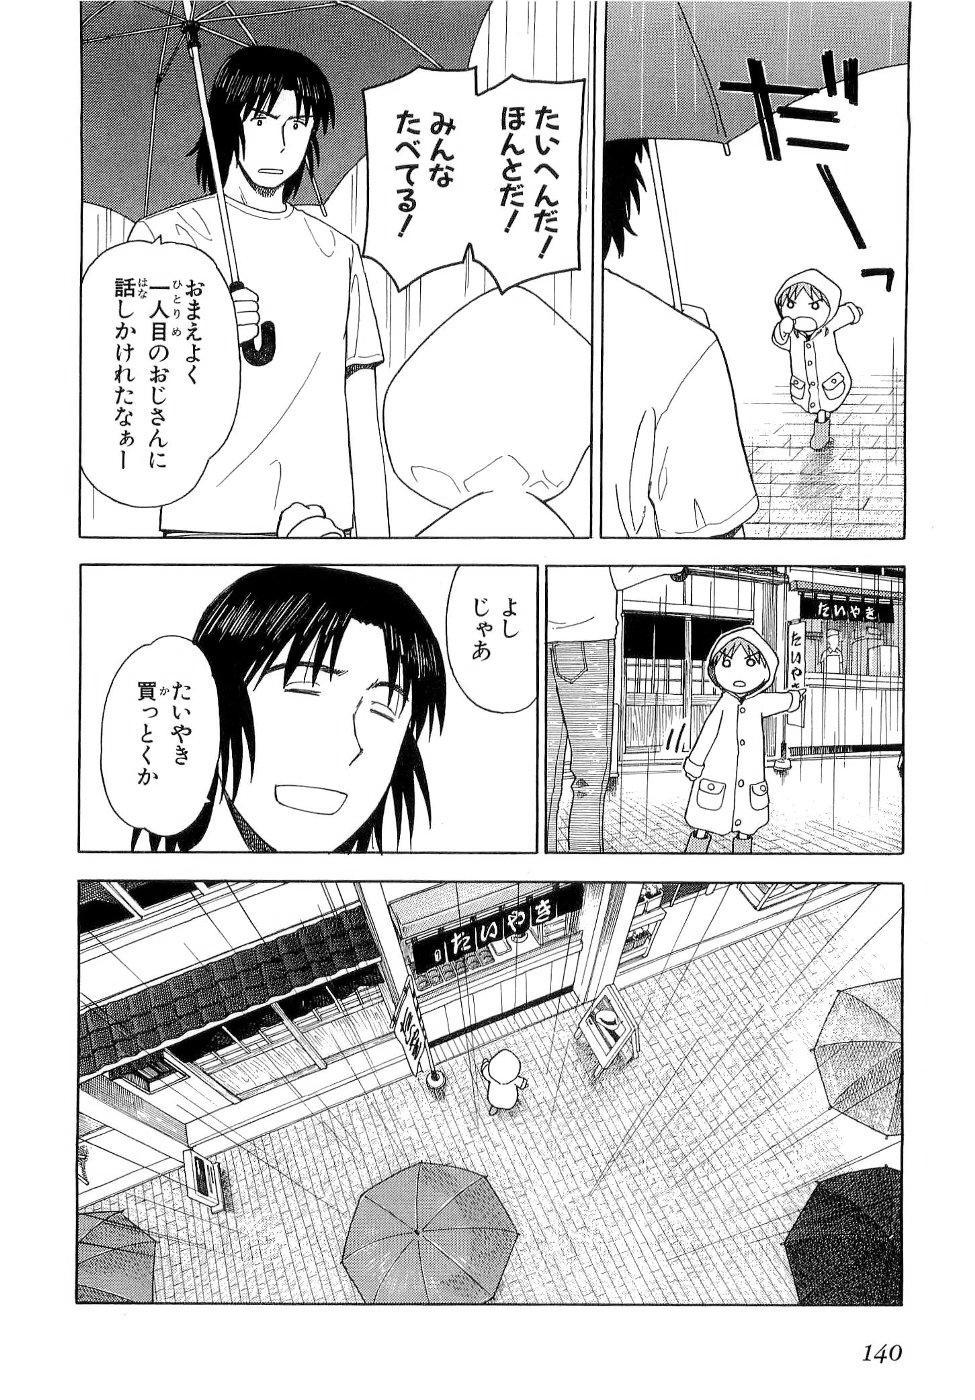 たいへんだ！
ほんとだ！
みんな
たべてる！
おまえよく
一人目のおじさんに
話しかけれたなぁー
たいやき
たいやき
よし
じゃあ
たいやき
買っとくか
たいやき
140